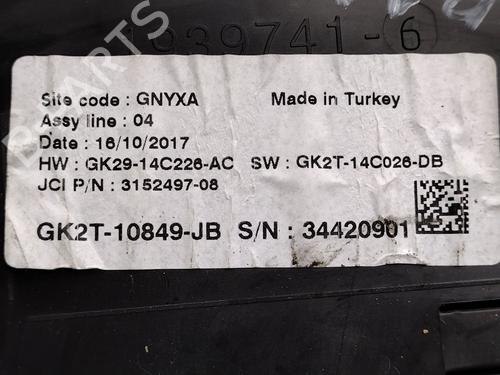 1939741-6
Site code : GNYXA Made in Turkey
Assy line : 04
Date : 16/10/2017
HW : GK29-14C226-AC SW : GK2T-14C026-DB
JCI P/N : 3152497-08
GK2T-10849-JB S/N : 34420901